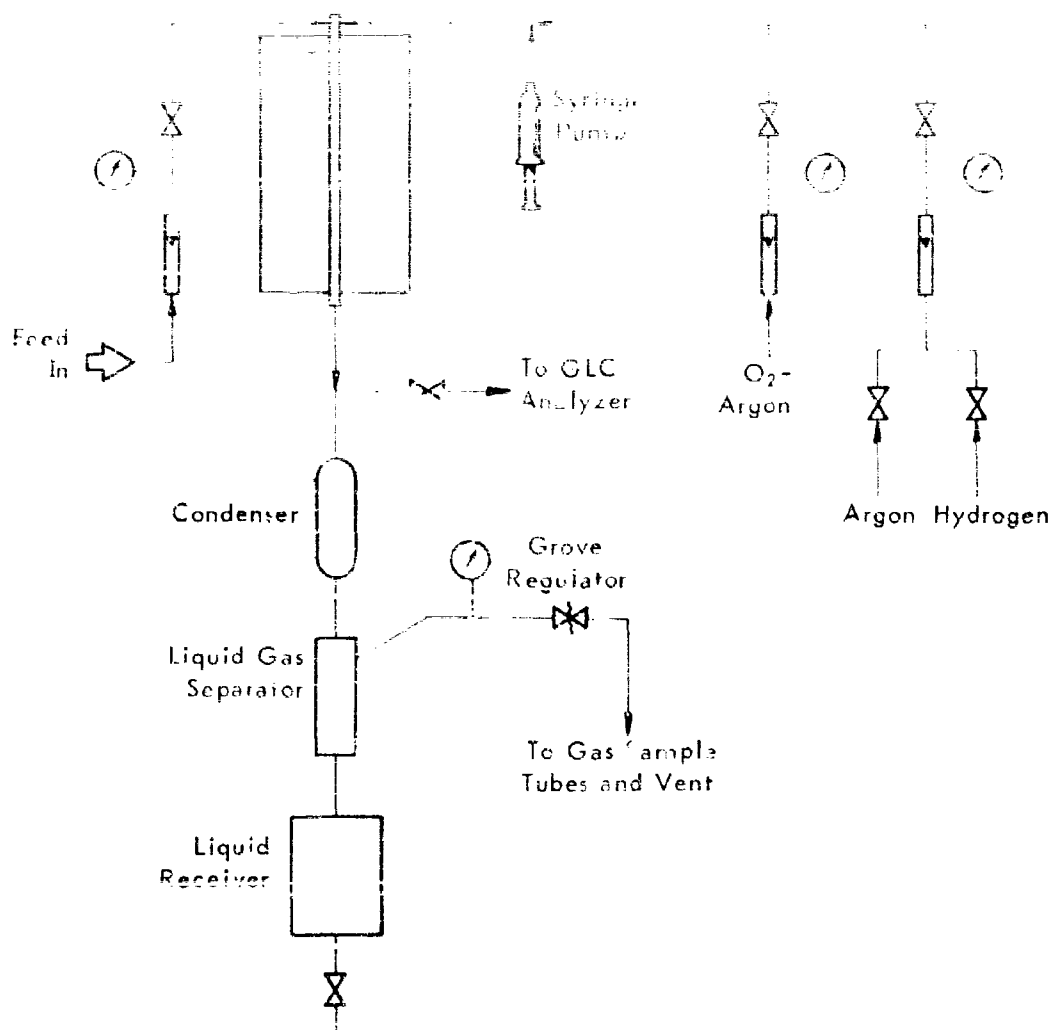 Syringe
Pump
Feed
In
To GLC
Analyzer
O₂-
Argon
Argon Hydrogen
Condenser
Grove
Regulator
Liquid Gas
Separator
To Gas Sample
Tubes and Vent
Liquid
Receiver